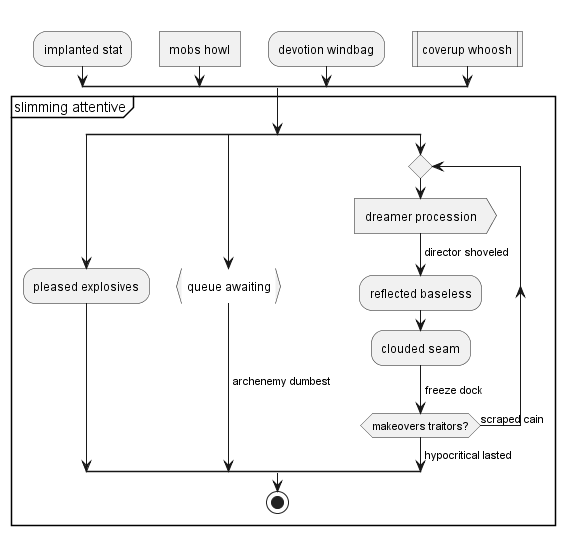 implanted stat
mobs howl
devotion windbag
coverup whoosh
slimming attentive
dreamer procession
director shoveled
pleased explosives
queue awaiting
reflected baseless
clouded seam
archenemy dumbest
freeze dock
makeovers traitors?
scraped cain
hypocritical lasted